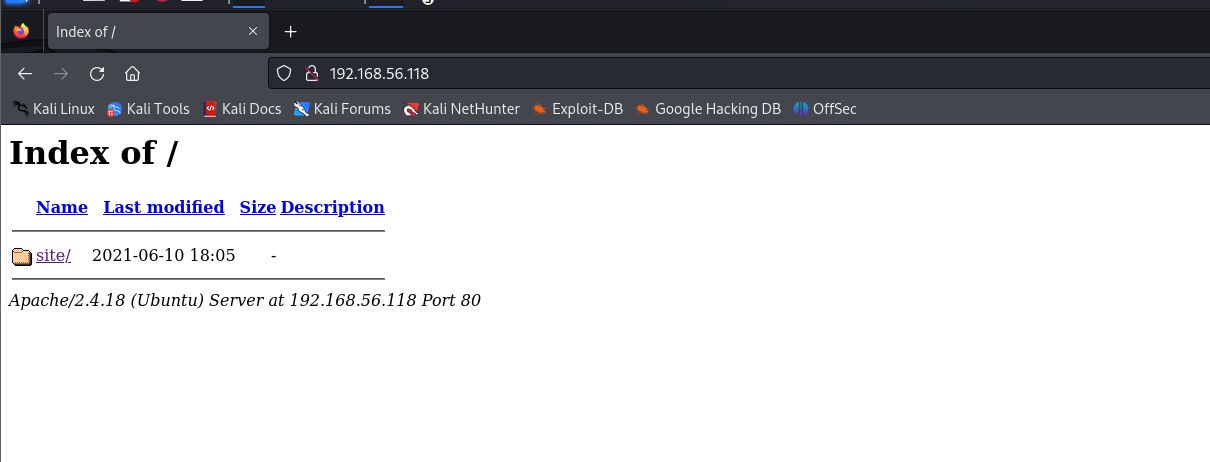 Index of /
192.168.56.118
Kali Linux Kali Tools Kali Docs Kali Forums Kali NetHunter Exploit-DB Google Hacking DB OffSec
Index of /
Name Last modified Size Description
site/ 2021-06-10 18:05 -
Apache/2.4.18 (Ubuntu) Server at 192.168.56.118 Port 80